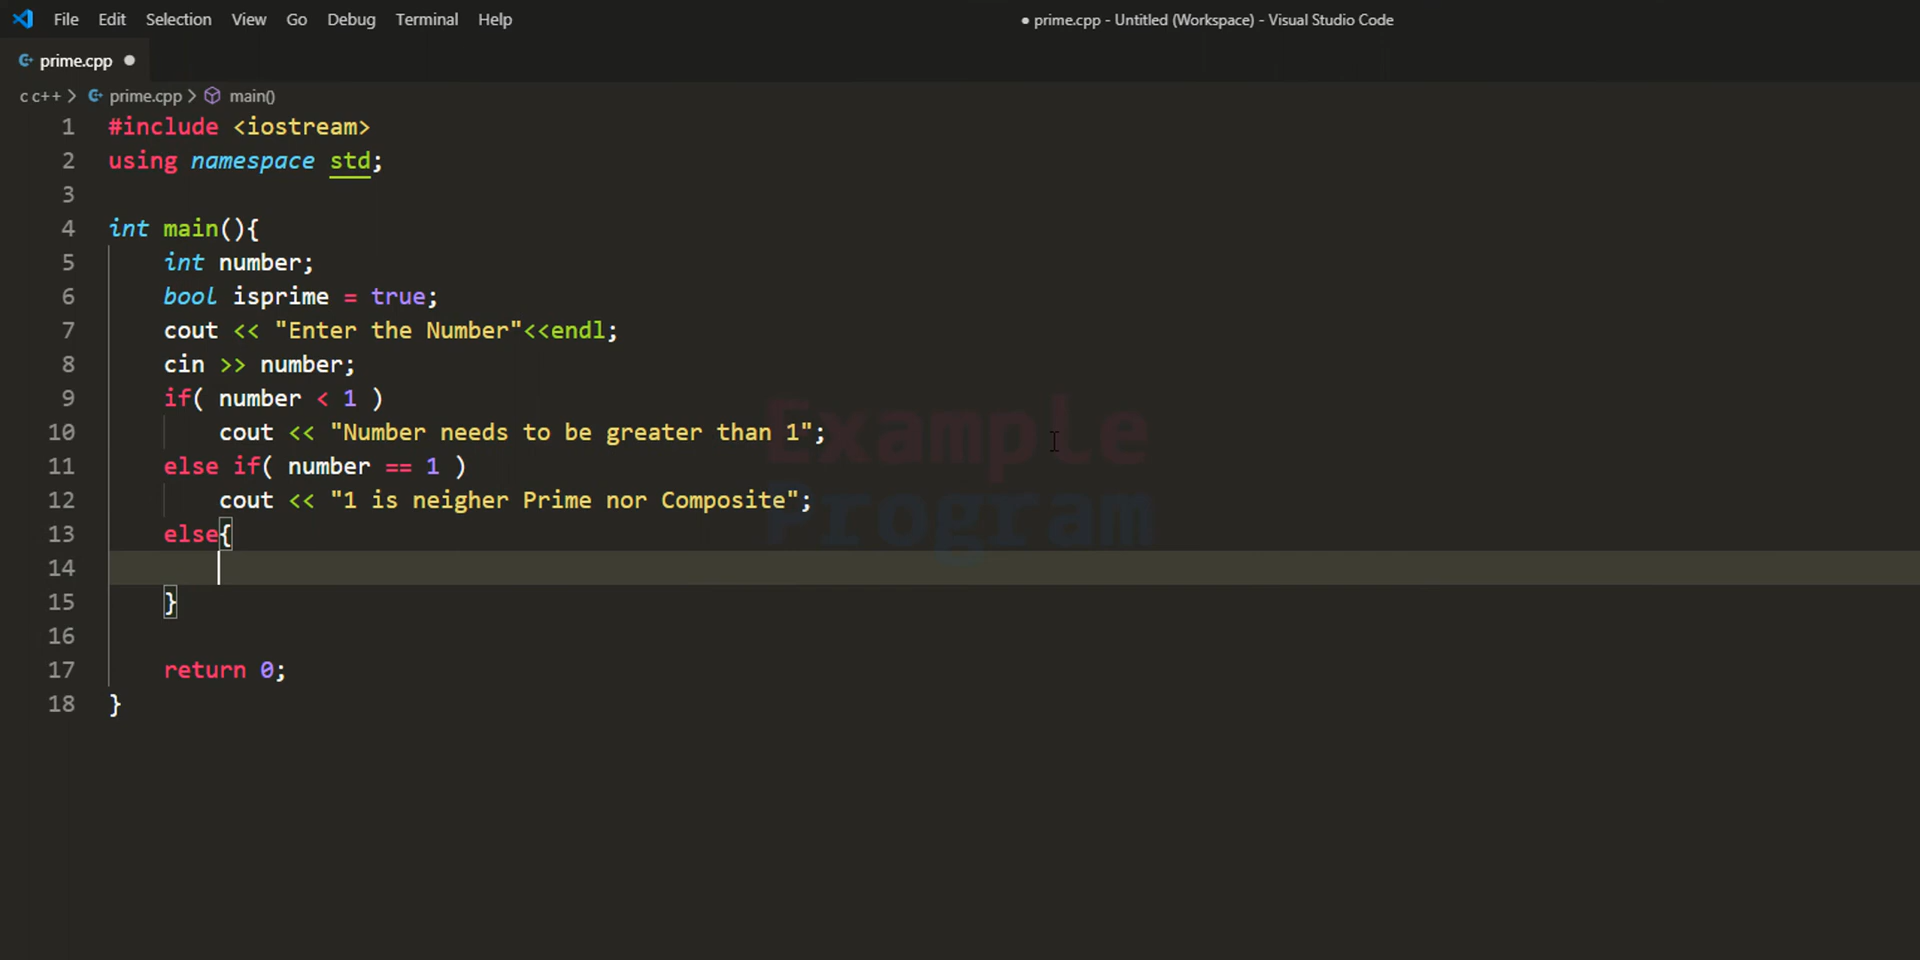 File Edit Selection View Go Debug Terminal Help
● prime.cpp - Untitled (Workspace) - Visual Studio Code
prime.cpp ●
c c++ > prime.cpp > main()
1 #include <iostream>
2 using namespace std;
3
4 int main(){
5     int number;
6     bool isprime = true;
7     cout << "Enter the Number"<<endl;
8     cin >> number;
9     if( number < 1 )
10         cout << "Number needs to be greater than 1";
11     else if( number == 1 )
12         cout << "1 is neigher Prime nor Composite";
13     else{
14
15     }
16
17     return 0;
18 }
Example
Program